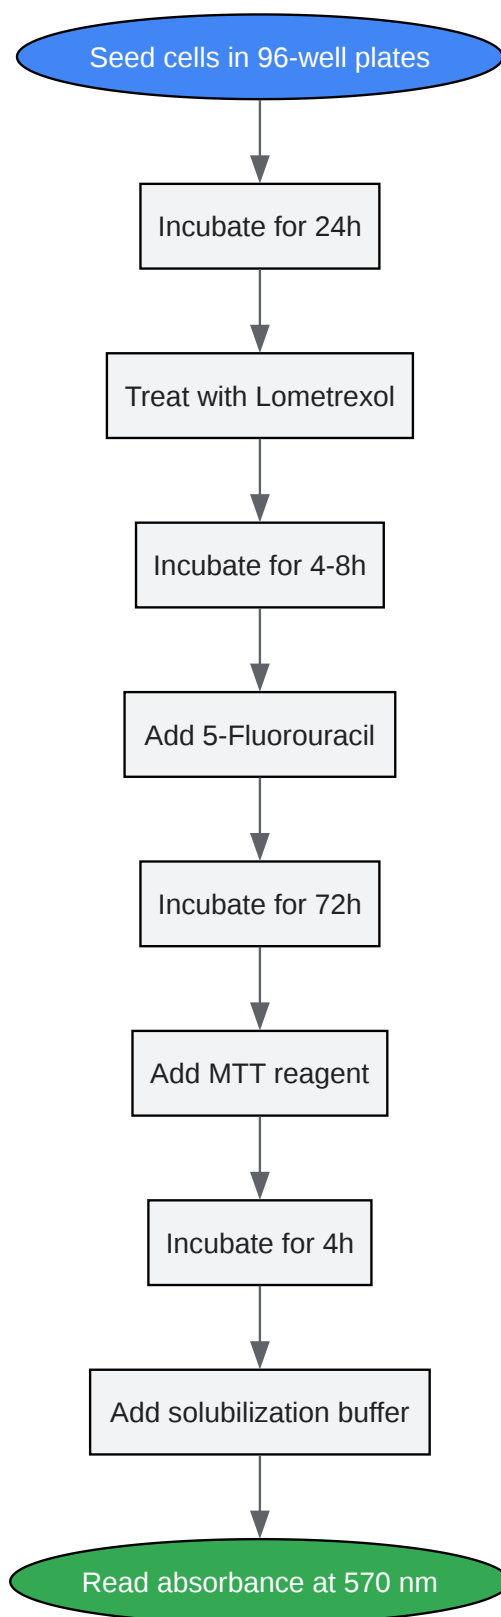 Seed cells in 96-well plates
Incubate for 24h
Treat with Lometrexol
Incubate for 4-8h
Add 5-Fluorouracil
Incubate for 72h
Add MTT reagent
Incubate for 4h
Add solubilization buffer
Read absorbance at 570 nm